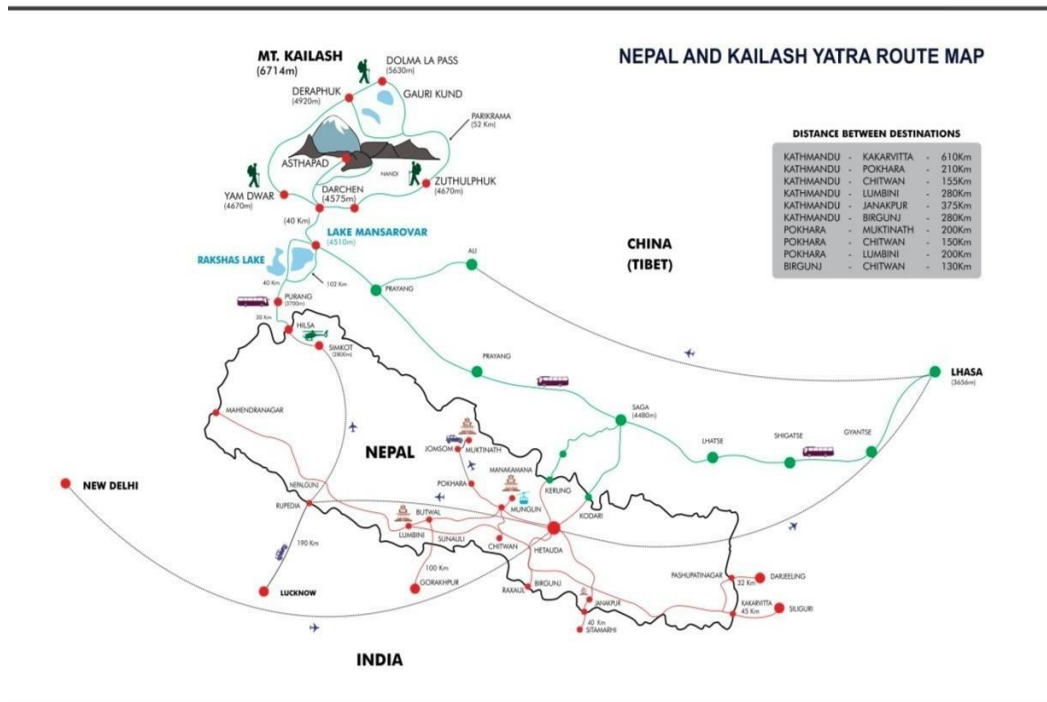 NEPAL AND KAILASH YATRA ROUTE MAP
MT. KAILASH
(6714m)
DOLMA LA PASS
(5630m)
DERAPHUK
(4920m)
GAURI KUND
PARIKRAMA
(52 Km)
ASTHAPAD
NANDI
ZUTHULPHUK
(4670m)
YAM DWAR
(4670m)
DARCHEN
(4575m)
(40 Km)
LAKE MANSAROVAR
(4510m)
RAKSHAS LAKE
40 Km
102 Km
PURANG
(3700m)
30 Km
HILSA
SIMKOT
(2800m)
DISTANCE BETWEEN DESTINATIONS
KATHMANDU - KAKARVITTA - 610Km
KATHMANDU - POKHARA - 210Km
KATHMANDU - CHITWAN - 155Km
KATHMANDU - LUMBINI - 280Km
KATHMANDU - JANAKPUR - 375Km
KATHMANDU - BIRGUNJ - 280Km
POKHARA - MUKTINATH - 200Km
POKHARA - CHITWAN - 150Km
POKHARA - LUMBINI - 200Km
BIRGUNJ - CHITWAN - 130Km
CHINA
(TIBET)
ALI
PRAYANG
PRAYANG
LHASA
(3656m)
SAGA
(4480m)
LHATSE
SHIGATSE
GYANTSE
MAHENDRANAGAR
NEPAL
JOMSOM
MUKTINATH
POKHARA
MANAKAMANA
MUNGLIN
KERUNG
KODARI
NEW DELHI
NEPALGUNJ
RUPEDIA
190 Km
LUCKNOW
BUTWAL
LUMBINI
SUNAULI
CHITWAN
HETAUDA
100 Km
GORAKHPUR
RAXAUL
BIRGUNJ
JANAKPUR
40 Km
SITAMARHI
PASHUPATINAGAR
32 Km
DARJEELING
KAKARVITTA
45 Km
SILIGURI
INDIA